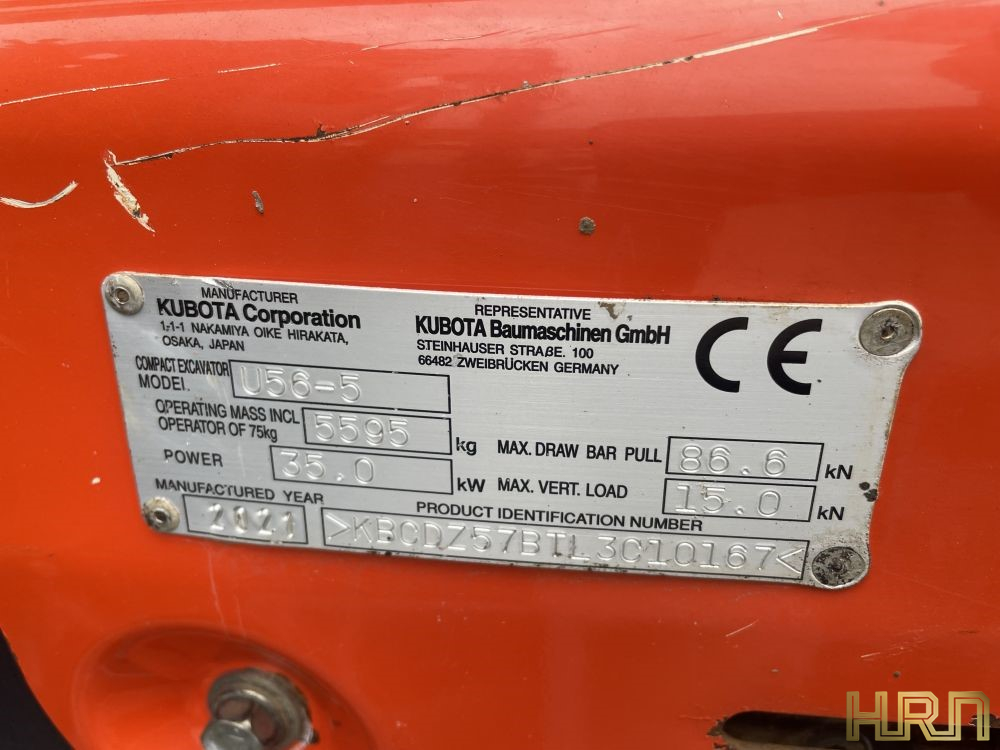 MANUFACTURER
KUBOTA Corporation
1-1-1 NAKAMIYA OIKE HIRAKATA,
OSAKA, JAPAN
REPRESENTATIVE
KUBOTA Baumaschinen GmbH
STEINHAUSER STRAßE. 100
66482 ZWEIBRÜCKEN GERMANY
CE
COMPACT EXCAVATOR
MODEL. U56-5
OPERATING MASS INCL
OPERATOR OF 75kg 5595 kg
MAX. DRAW BAR PULL 86.6 kN
POWER 35.0 kW
MAX. VERT. LOAD 15.0 kN
MANUFACTURED YEAR
2021
PRODUCT IDENTIFICATION NUMBER
>KBCDZ57BTL3C10167<
HRN